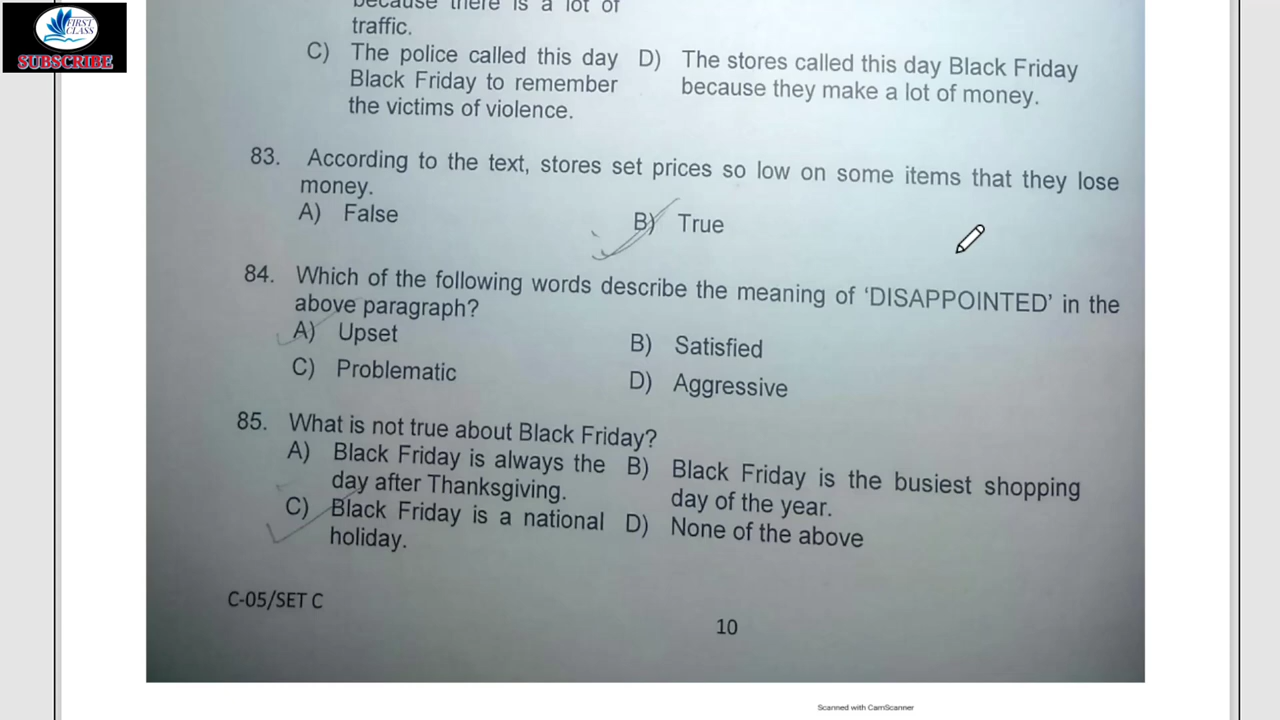 FIRST
CLASS
SUBSCRIBE
because there is a lot of
traffic.
C) The police called this day D) The stores called this day Black Friday
Black Friday to remember because they make a lot of money.
the victims of violence.
83. According to the text, stores set prices so low on some items that they lose
money.
A) False B) True
84. Which of the following words describe the meaning of ‘DISAPPOINTED’ in the
above paragraph?
A) Upset B) Satisfied
C) Problematic D) Aggressive
85. What is not true about Black Friday?
A) Black Friday is always the B) Black Friday is the busiest shopping
day after Thanksgiving. day of the year.
C) Black Friday is a national D) None of the above
holiday.
C-05/SET C
10
Scanned with CamScanner